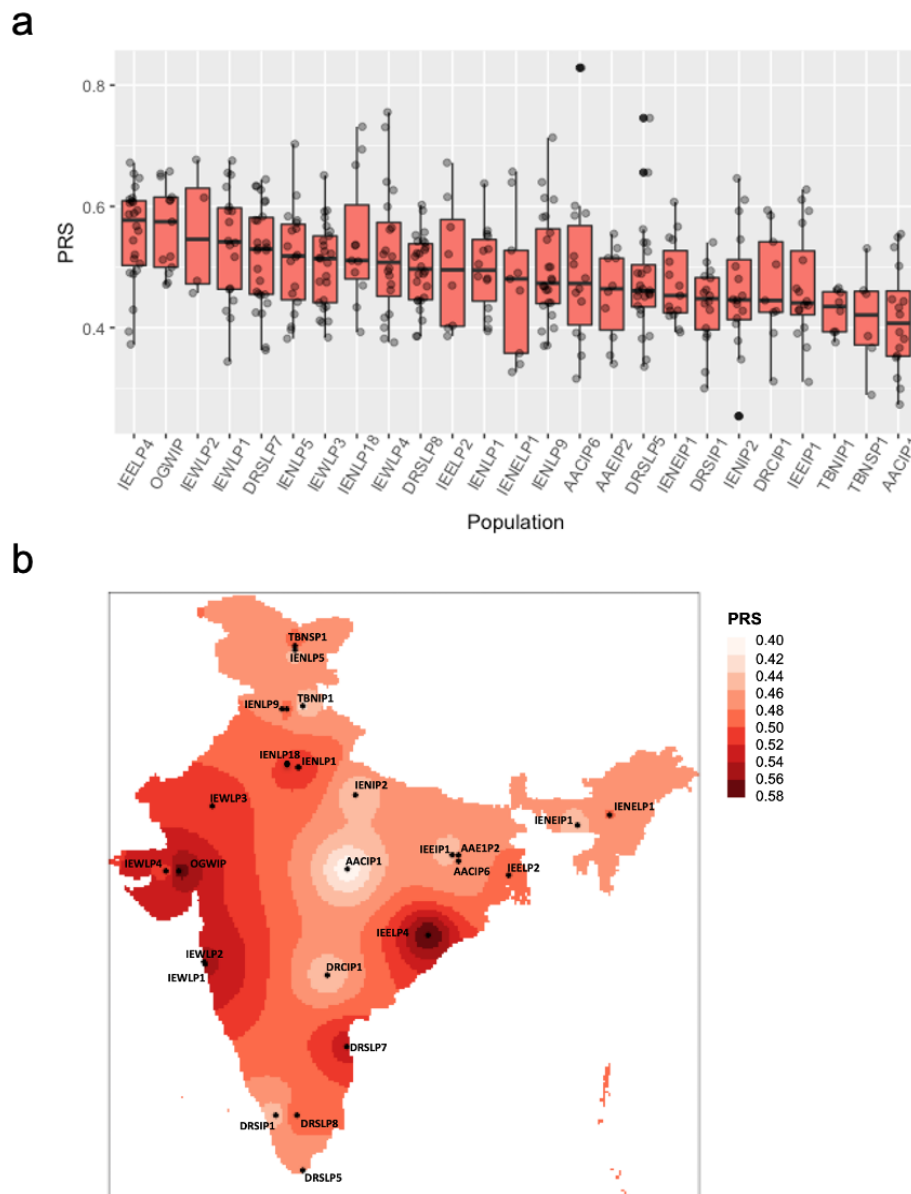 a
0.8
0.6
0.4
PRS
IEELP4
OGWIP
IEWLP2
IEWLP1
DRSLP7
IENLP5
IEWLP3
IENLP18
IEWLP4
DRSLP8
IEELP2
IENLP1
IENELP1
IENLP9
AACIP6
AAEIP2
DRSLP5
IENEIP1
DRSIP1
IENIP2
DRCIP1
IEEIP1
TBNIP1
TBNSP1
AACIP1
Population
b
TBNSP1
IENLP5
IENLP9
TBNIP1
IENLP18
IENLP1
IEWLP3
IENIP2
IENELP1
IENEIP1
IEEIP1
AAE1P2
AACIP1
AACIP6
IEELP2
IEWLP4
OGWIP
IEELP4
IEWLP2
IEWLP1
DRCIP1
DRSLP7
DRSIP1
DRSLP8
DRSLP5
PRS
0.40
0.42
0.44
0.46
0.48
0.50
0.52
0.54
0.56
0.58